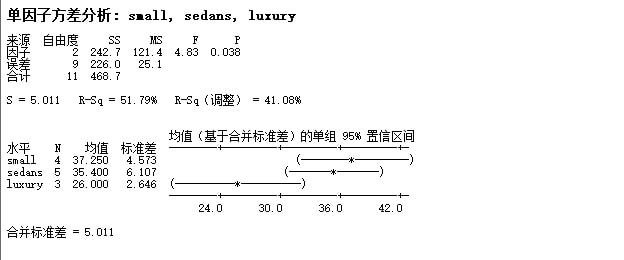 单因子方差分析: small, sedans, luxury
来源 自由度 SS MS F P
因子 2 242.7 121.4 4.83 0.038
误差 9 226.0 25.1
合计 11 468.7
S = 5.011 R-Sq = 51.79% R-Sq（调整） = 41.08%
均值（基于合并标准差）的单组 95% 置信区间
水平 N 均值 标准差 ------+---------+---------+---------+-
small 4 37.250 4.573 (--------*---------)
sedans 5 35.400 6.107 (-------*-------)
luxury 3 26.000 2.646 (----------*----------)
------+---------+---------+---------+-
24.0 30.0 36.0 42.0
合并标准差 = 5.011